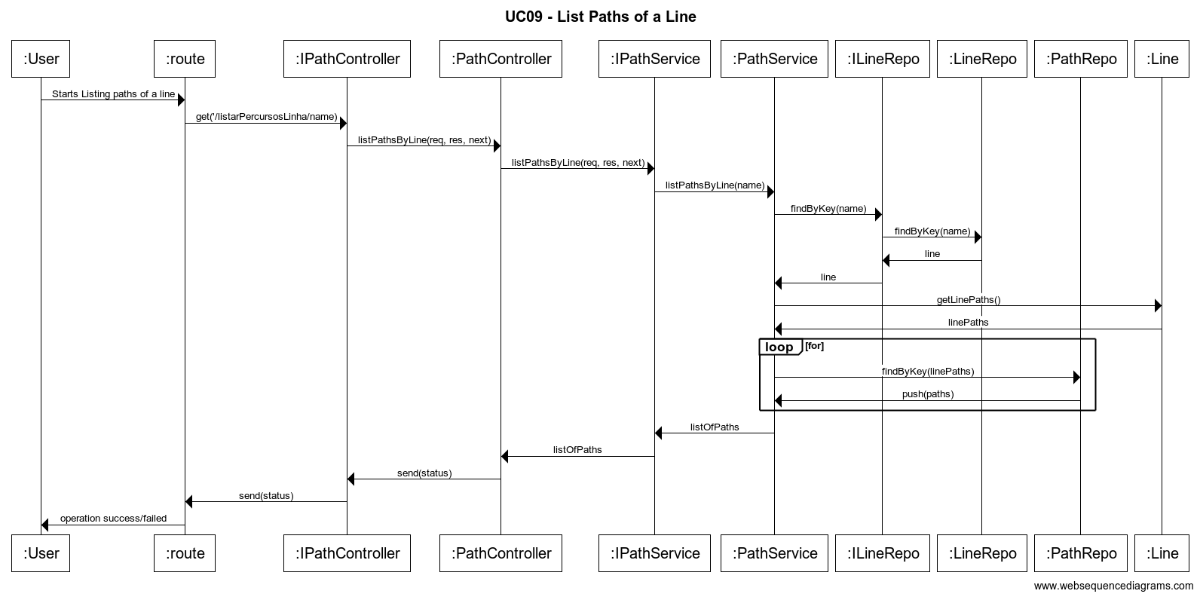 UC09 - List Paths of a Line
:User :route :IPathController :PathController :IPathService :PathService :ILineRepo :LineRepo :PathRepo :Line
Starts Listing paths of a line
get('/listarPercursosLinha/name)
listPathsByLine(req, res, next)
listPathsByLine(req, res, next)
listPathsByLine(name)
findByKey(name)
findByKey(name)
line
line
getLinePaths()
linePaths
loop [for]
findByKey(linePaths)
push(paths)
listOfPaths
listOfPaths
send(status)
send(status)
operation success/failed
:User :route :IPathController :PathController :IPathService :PathService :ILineRepo :LineRepo :PathRepo :Line
www.websequencediagrams.com